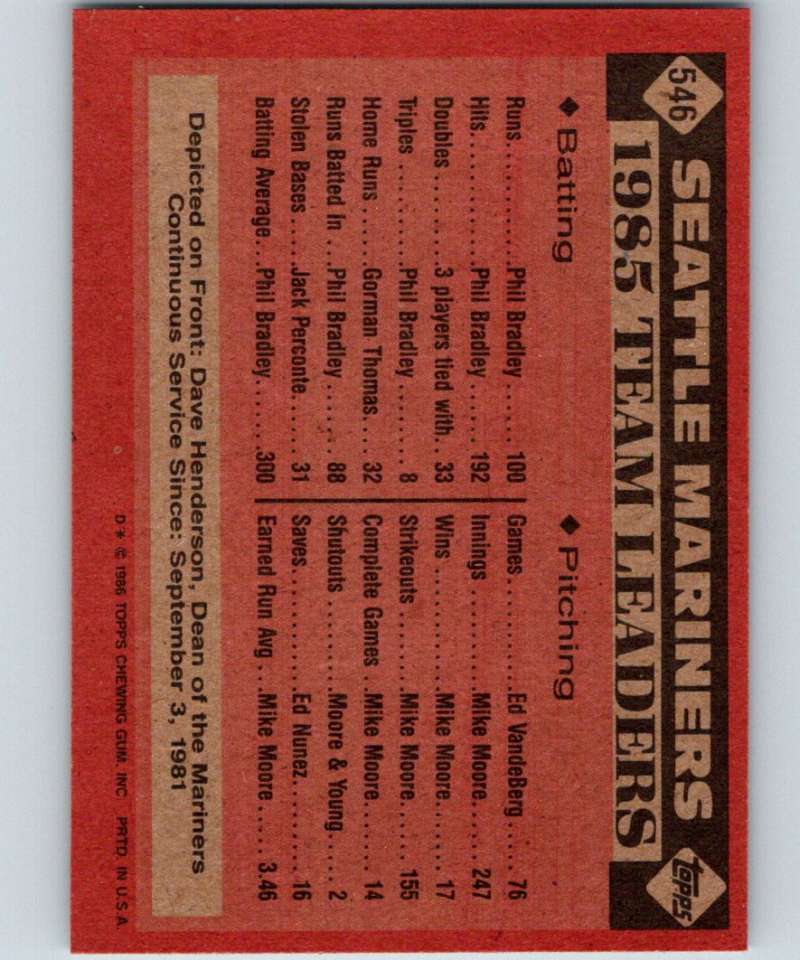 546
SEATTLE MARINERS
1985 TEAM LEADERS
topps
◆ Batting
Runs.......... Phil Bradley ...... 100
Hits........... Phil Bradley ...... 192
Doubles ........ 3 players tied with.. 33
Triples ......... Phil Bradley ....... 8
Home Runs ..... Gorman Thomas... 32
Runs Batted In ... Phil Bradley ....... 88
Stolen Bases ..... Jack Perconte .... 31
Batting Average... Phil Bradley....... .300
◆ Pitching
Games.......... Ed VandeBerg ..... 76
Innings......... Mike Moore..... 247
Wins ........... Mike Moore...... 17
Strikeouts ....... Mike Moore..... 155
Complete Games .. Mike Moore...... 14
Shutouts ........ Moore & Young .... 2
Saves........... Ed Nunez......... 16
Earned Run Avg ... Mike Moore..... 3.46
Depicted on Front: Dave Henderson, Dean of the Mariners
Continuous Service Since: September 3, 1981
D* © 1986 TOPPS CHEWING GUM, INC. PRTD. IN U.S.A.